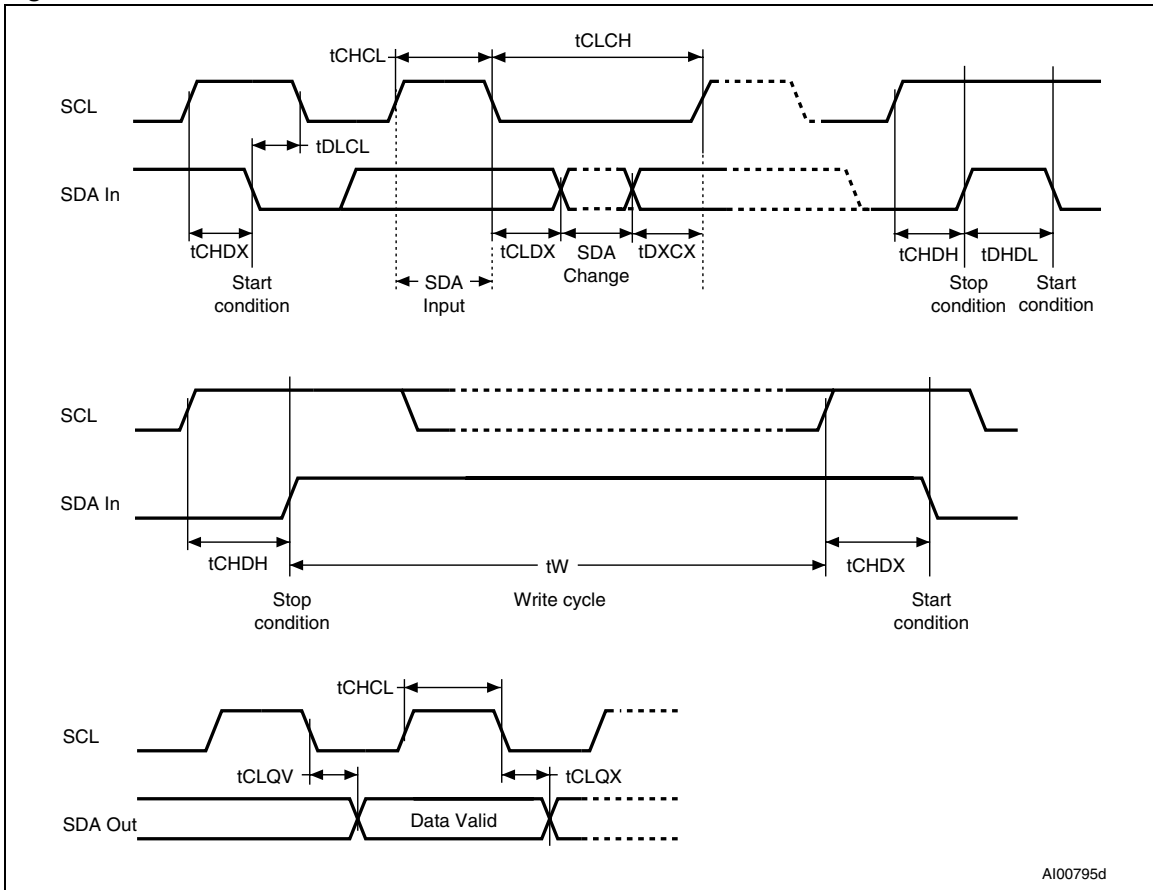 tCHCL
tCLCH
SCL
tDLCL
SDA In
tCHDX
tCLDX
SDA
Change
tDXCX
tCHDH
tDHDL
Start
condition
SDA
Input
Stop
condition
Start
condition
SCL
SDA In
tCHDH
tW
tCHDX
Stop
condition
Write cycle
Start
condition
tCHCL
SCL
tCLQV
tCLQX
SDA Out
Data Valid
AI00795d